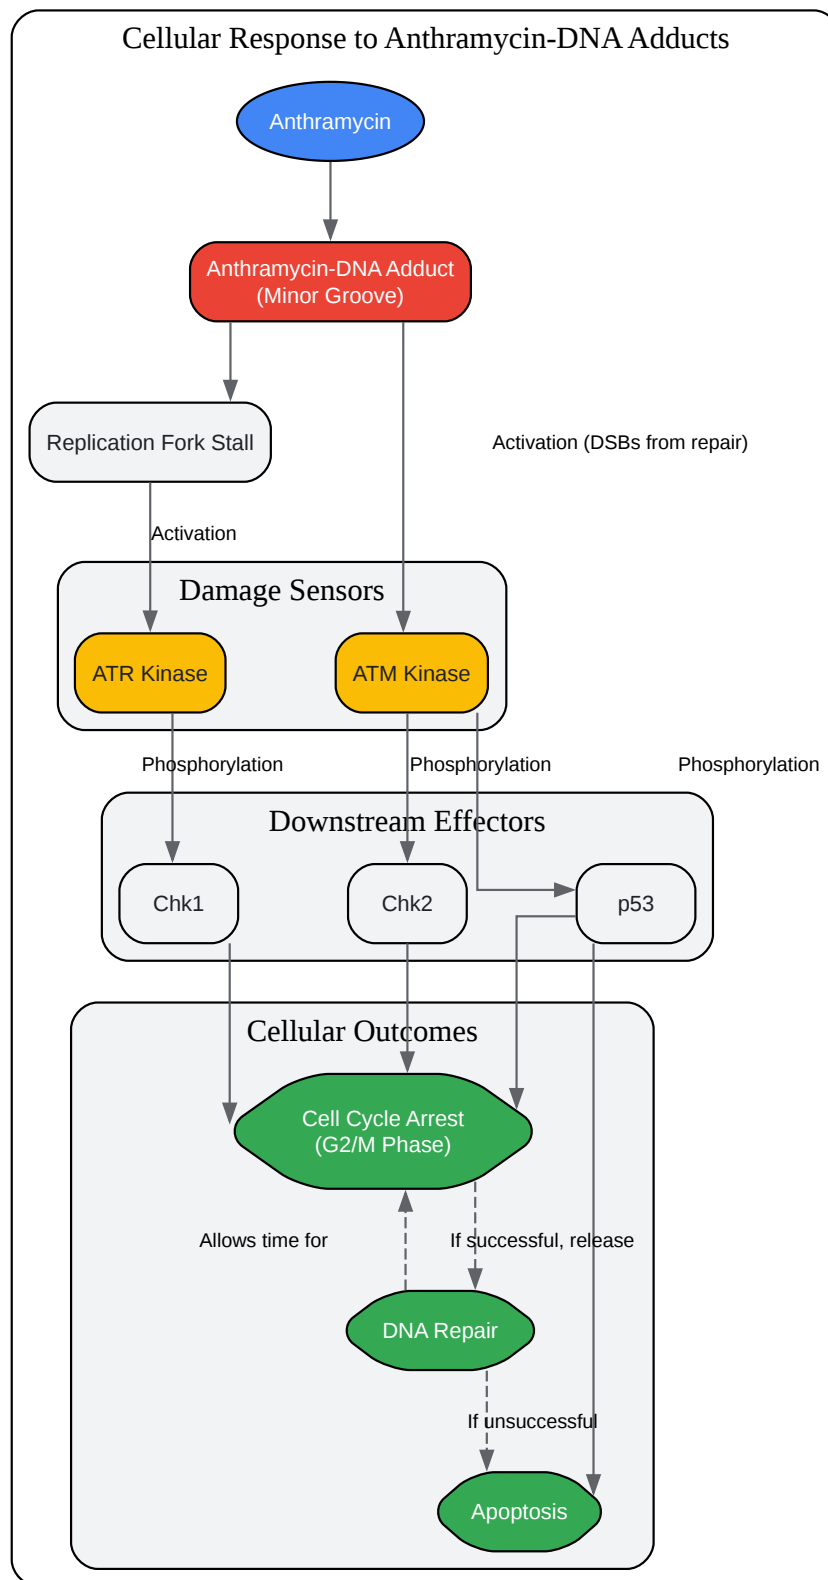 Cellular Response to Anthramycin-DNA Adducts
Anthramycin
Anthramycin-DNA Adduct
(Minor Groove)
Replication Fork Stall
Activation (DSBs from repair)
Activation
Damage Sensors
ATR Kinase
ATM Kinase
Phosphorylation
Phosphorylation
Phosphorylation
Downstream Effectors
Chk1
Chk2
p53
Cellular Outcomes
Cell Cycle Arrest
(G2/M Phase)
Allows time for
If successful, release
DNA Repair
If unsuccessful
Apoptosis